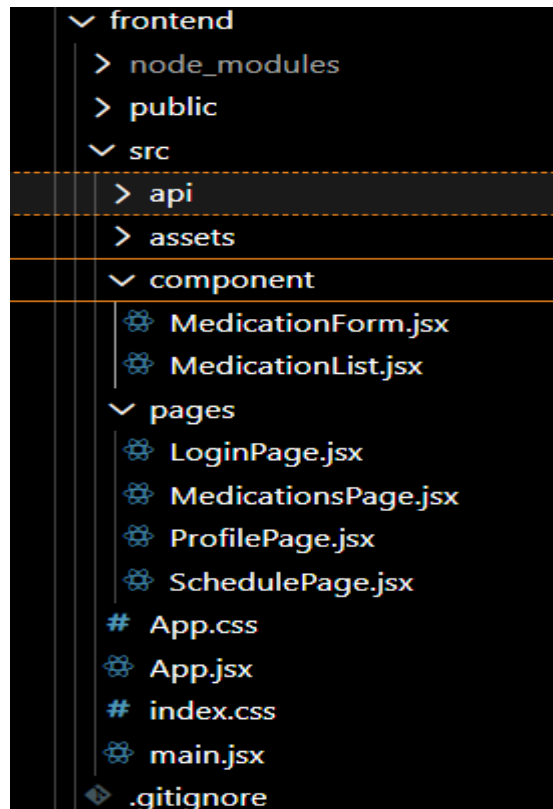 frontend
node_modules
public
src
api
assets
component
MedicationForm.jsx
MedicationList.jsx
pages
LoginPage.jsx
MedicationsPage.jsx
ProfilePage.jsx
SchedulePage.jsx
# App.css
App.jsx
# index.css
main.jsx
.gitignore